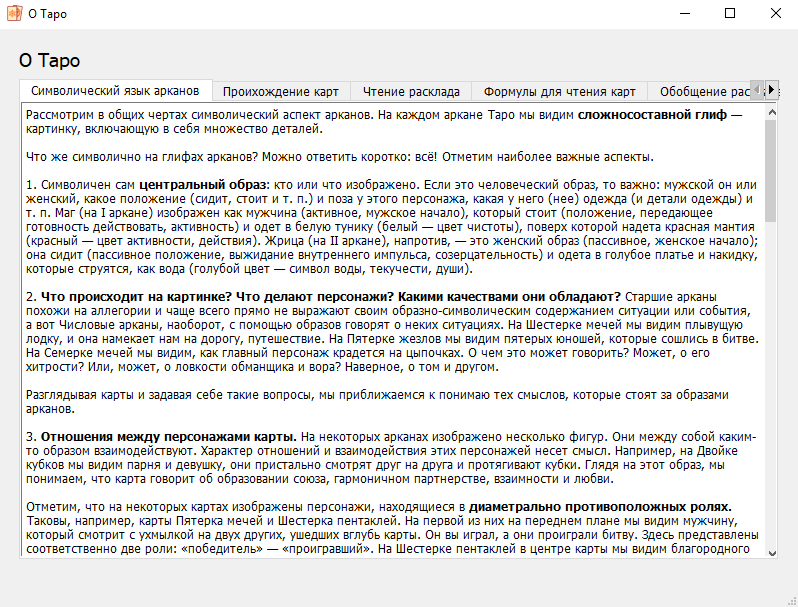 О Таро
О Таро
Символический язык арканов
Проихождение карт
Чтение расклада
Формулы для чтения карт
Обобщение
Рассмотрим в общих чертах символический аспект арканов. На каждом аркане Таро мы видим сложносоставной глиф —
картинку, включающую в себя множество деталей.
Что же символично на глифах арканов? Можно ответить коротко: всё! Отметим наиболее важные аспекты.
1. Символичен сам центральный образ: кто или что изображено. Если это человеческий образ, то важно: мужской он или
женский, какое положение (сидит, стоит и т. п.) и поза у этого персонажа, какая у него (нее) одежда (и детали одежды) и
т. п. Маг (на I аркане) изображен как мужчина (активное, мужское начало), который стоит (положение, передающее
готовность действовать, активность) и одет в белую тунику (белый — цвет чистоты), поверх которой надета красная мантия
(красный — цвет активности, действия). Жрица (на II аркане), напротив, — это женский образ (пассивное, женское начало);
она сидит (пассивное положение, выжидание внутреннего импульса, созерцательность) и одета в голубое платье и накидку,
которые струятся, как вода (голубой цвет — символ воды, текучести, души).
2. Что происходит на картинке? Что делают персонажи? Какими качествами они обладают? Старшие арканы
похожи на аллегории и чаще всего прямо не выражают своим образно-символическим содержанием ситуации или события,
а вот Числовые арканы, наоборот, с помощью образов говорят о неких ситуациях. На Шестерке мечей мы видим плывущую
лодку, и она намекает нам на дорогу, путешествие. На Пятерке жезлов мы видим пятерых юношей, которые сошлись в битве.
На Семерке мечей мы видим, как главный персонаж крадется на цыпочках. О чем это может говорить? Может, о его
хитрости? Или, может, о ловкости обманщика и вора? Наверное, о том и другом.
Разглядывая карты и задавая себе такие вопросы, мы приближаемся к понимаю тех смыслов, которые стоят за образами
арканов.
3. Отношения между персонажами карты. На некоторых арканах изображено несколько фигур. Они между собой каким-
то образом взаимодействуют. Характер отношений и взаимодействия этих персонажей несет смысл. Например, на Двойке
кубков мы видим парня и девушку, они пристально смотрят друг на друга и протягивают кубки. Глядя на этот образ, мы
понимаем, что карта говорит об образовании союза, гармоничном партнерстве, взаимности и любви.
Отметим, что на некоторых картах изображены персонажи, находящиеся в диаметрально противоположных ролях.
Таковы, например, карты Пятерка мечей и Шестерка пентаклей. На первой из них на переднем плане мы видим мужчину,
который смотрит с ухмылкой на двух других, ушедших вглубь карты. Он вы играл, а они проиграли битву. Здесь представлены
соответственно две роли: «победитель» — «проигравший». На Шестерке пентаклей в центре карты мы видим благородного